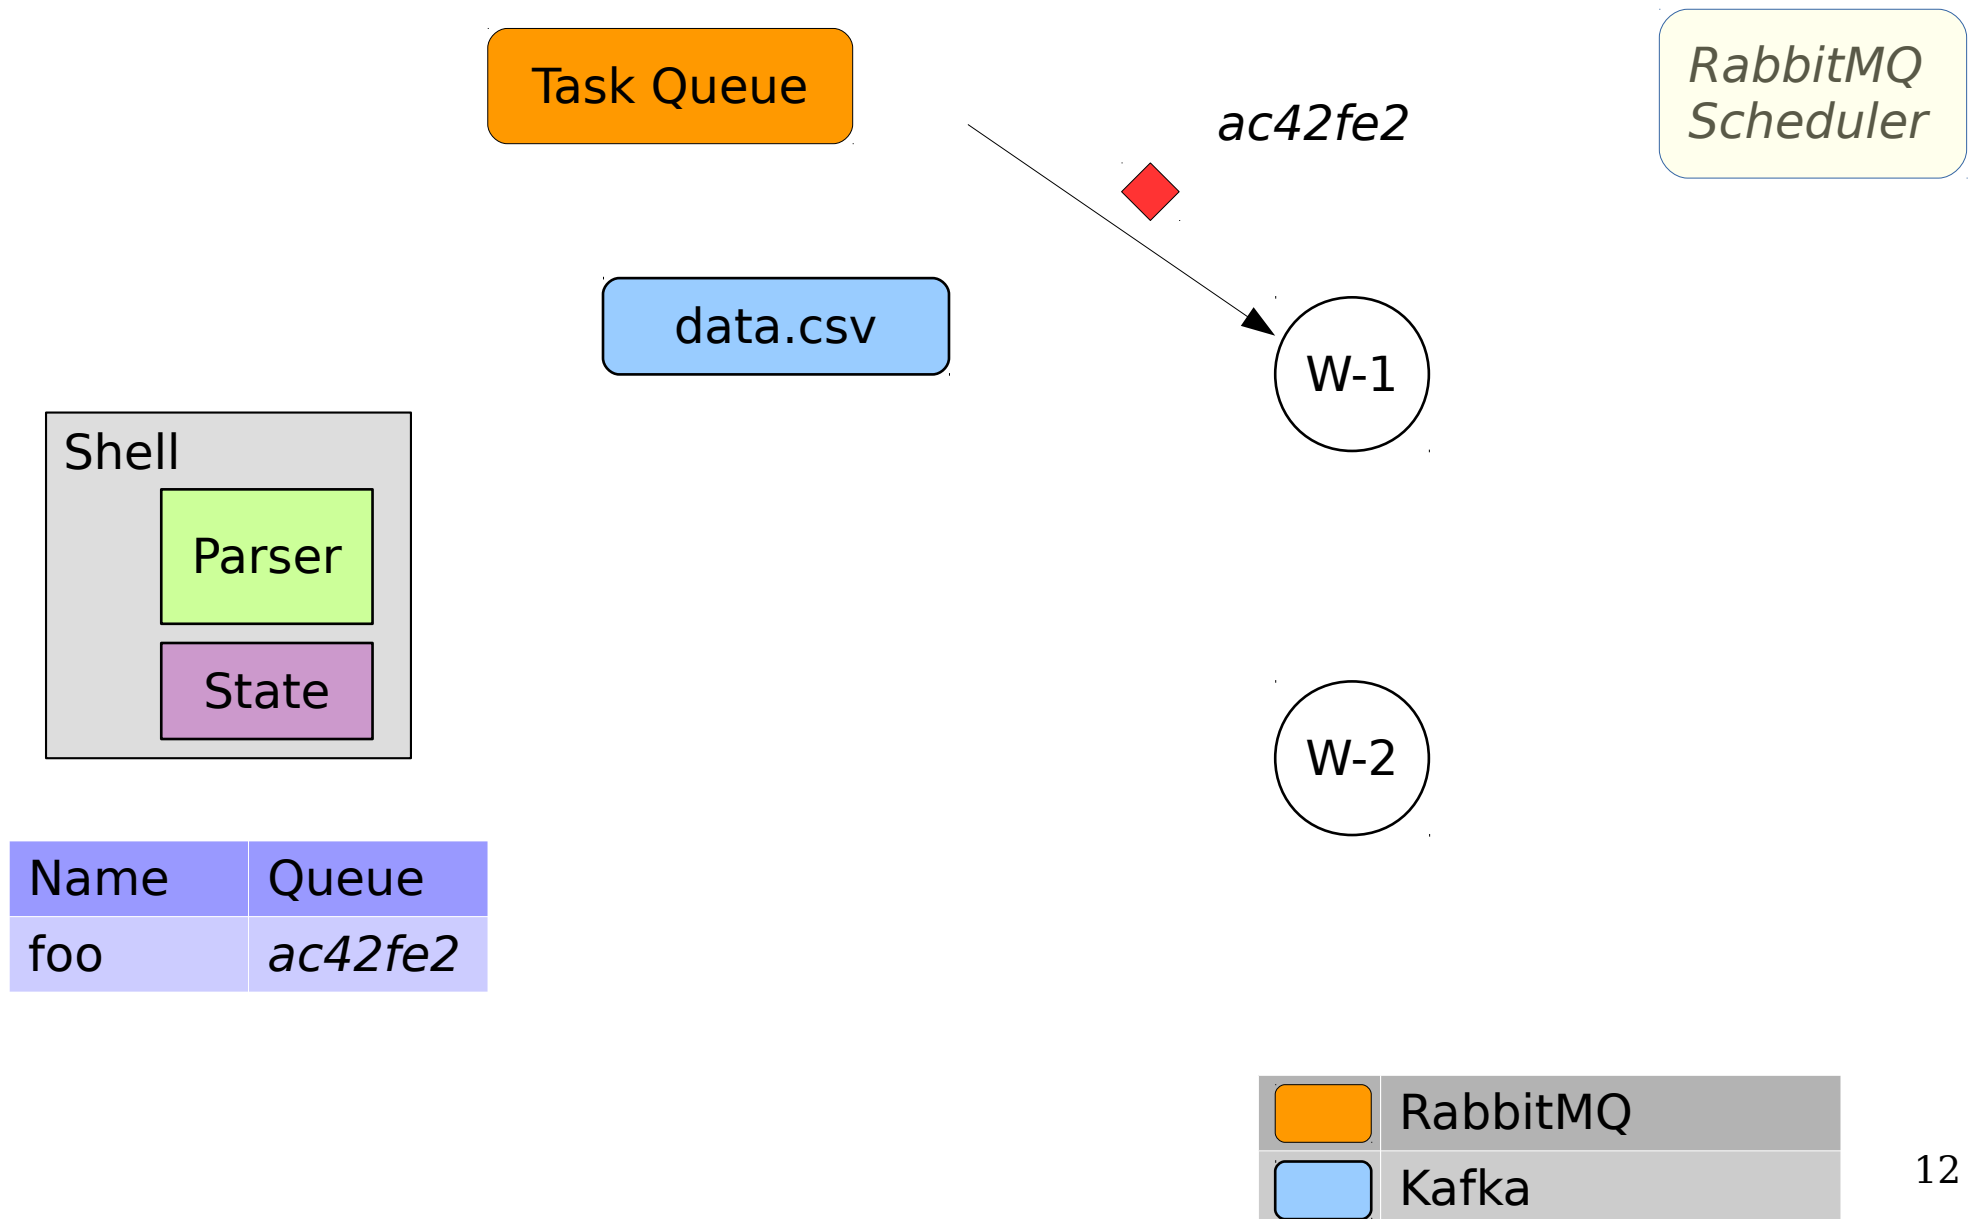 Task Queue
ac42fe2
RabbitMQ
Scheduler
data.csv
W-1
Shell
Parser
State
W-2
Name Queue
foo ac42fe2
RabbitMQ
Kafka
12